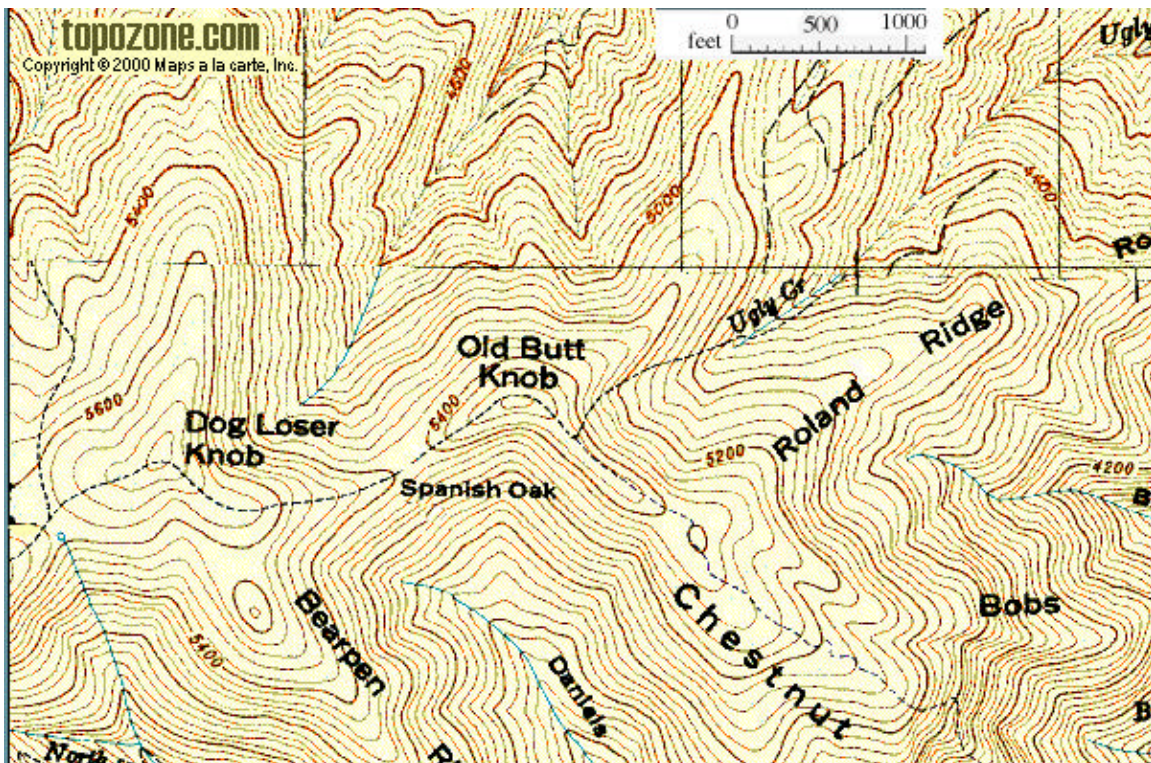 topozone.com
Copyright © 2000 Maps a la carte, Inc.
0 500 1000
feet
Ugly
4800
5400
5000
4400
Ro
Ugly Cr
Ridge
Old Butt
Knob
5600
5400
Dog Loser
Knob
Roland
5200
4200
Spanish Oak
B
Bearpen
Chestnut
Bobs
5400
Daniels
B
North
R